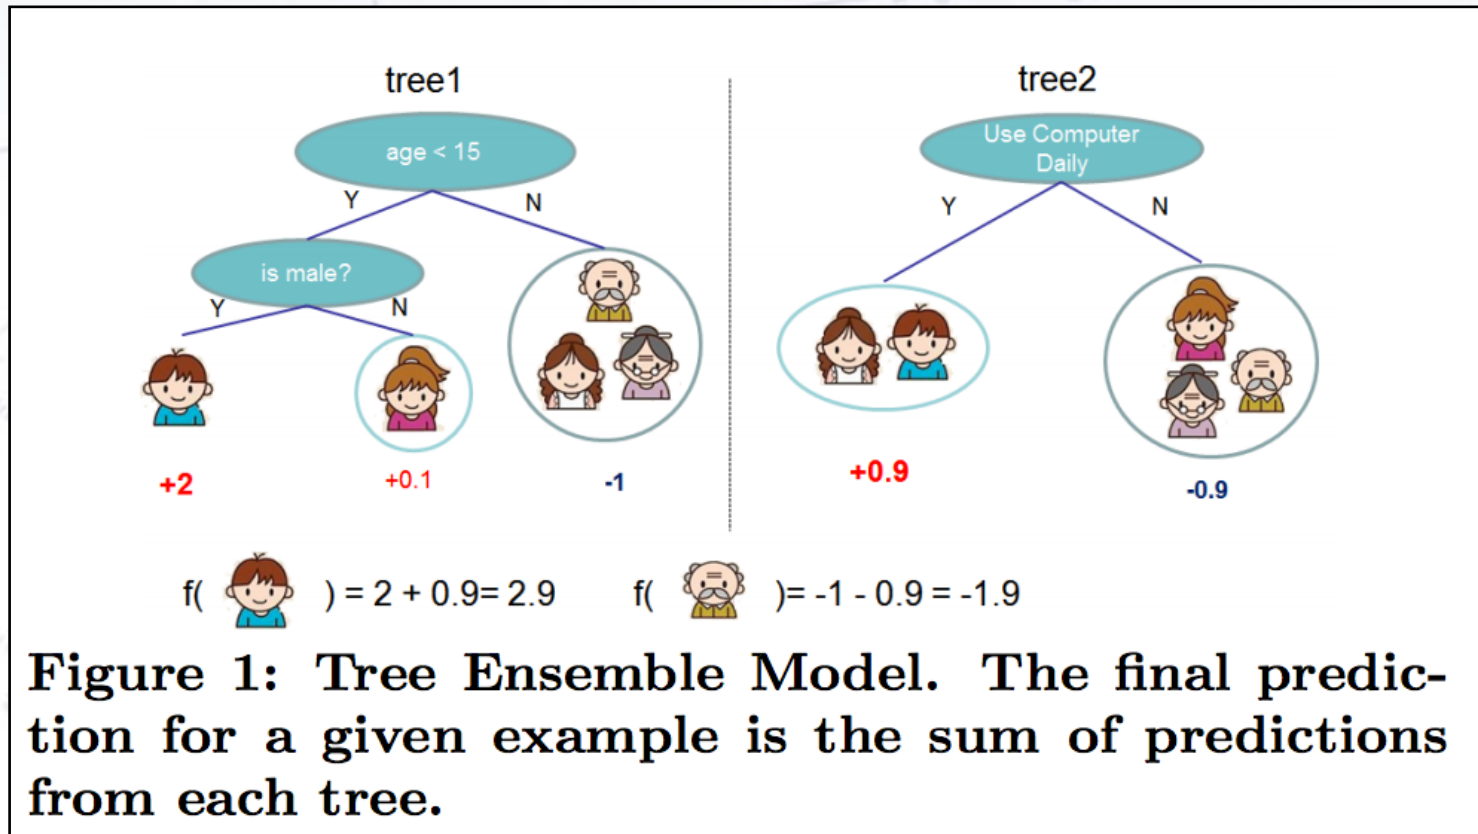 tree1
age < 15
Y
N
is male?
Y
N
+2
+0.1
-1
tree2
Use Computer
Daily
Y
N
+0.9
-0.9
f( ) = 2 + 0.9= 2.9
f( )= -1 - 0.9 = -1.9
Figure 1: Tree Ensemble Model. The final predic-
tion for a given example is the sum of predictions
from each tree.